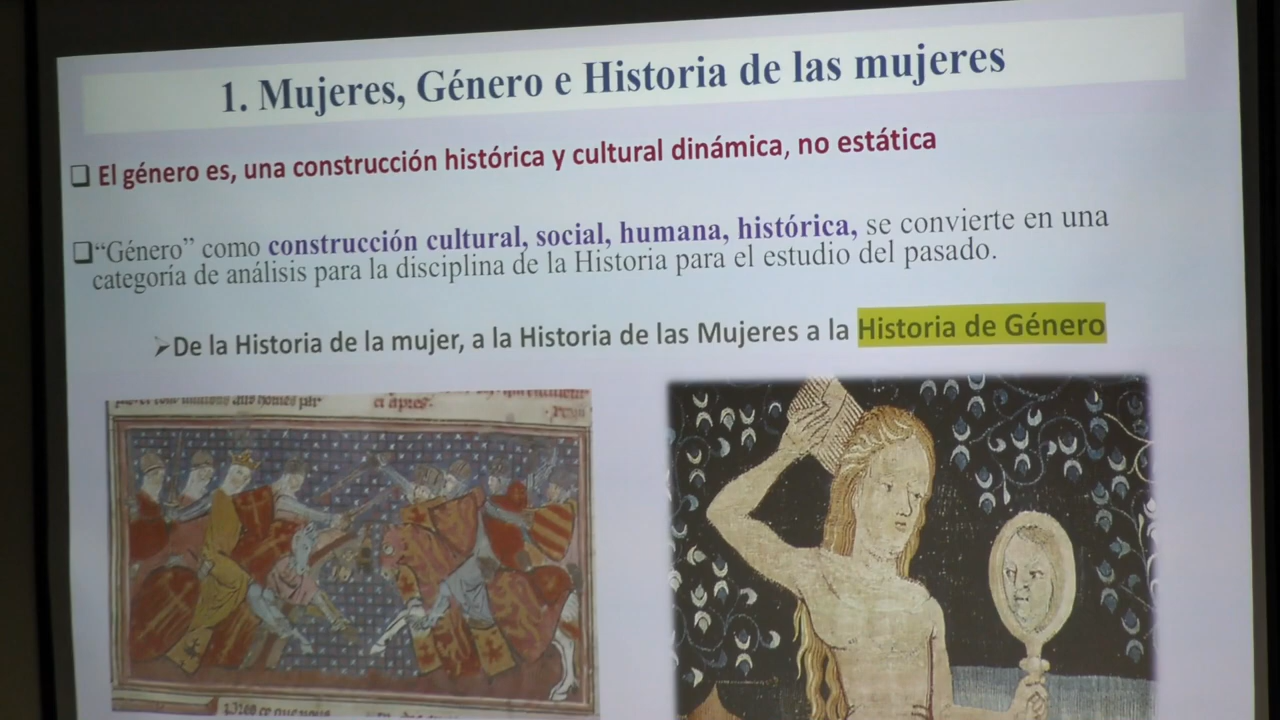 1. Mujeres, Género e Historia de las mujeres
El género es, una construcción histórica y cultural dinámica, no estática
“Género” como construcción cultural, social, humana, histórica, se convierte en una
categoría de análisis para la disciplina de la Historia para el estudio del pasado.
De la Historia de la mujer, a la Historia de las Mujeres a la Historia de Género